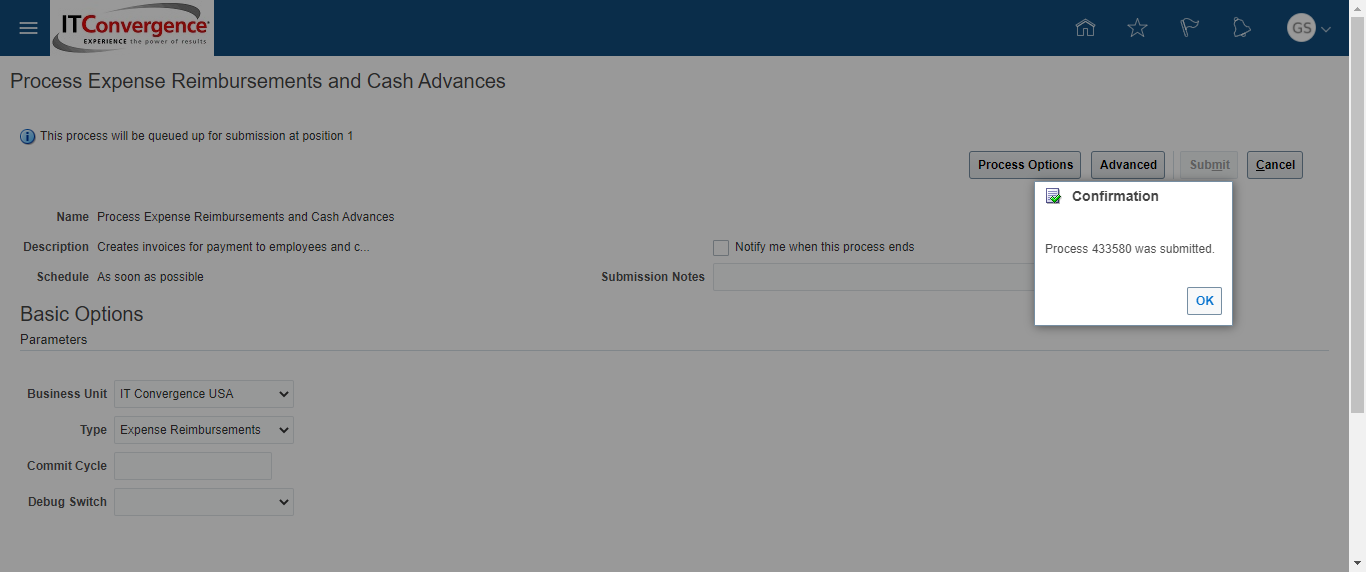 ITConvergence
EXPERIENCE the power of results
GS
Process Expense Reimbursements and Cash Advances
This process will be queued up for submission at position 1
Process Options
Advanced
Submit
Cancel
Confirmation
Process 433580 was submitted.
OK
Name Process Expense Reimbursements and Cash Advances
Description Creates invoices for payment to employees and c...
Notify me when this process ends
Schedule As soon as possible
Submission Notes
Basic Options
Parameters
Business Unit IT Convergence USA
Type Expense Reimbursements
Commit Cycle
Debug Switch